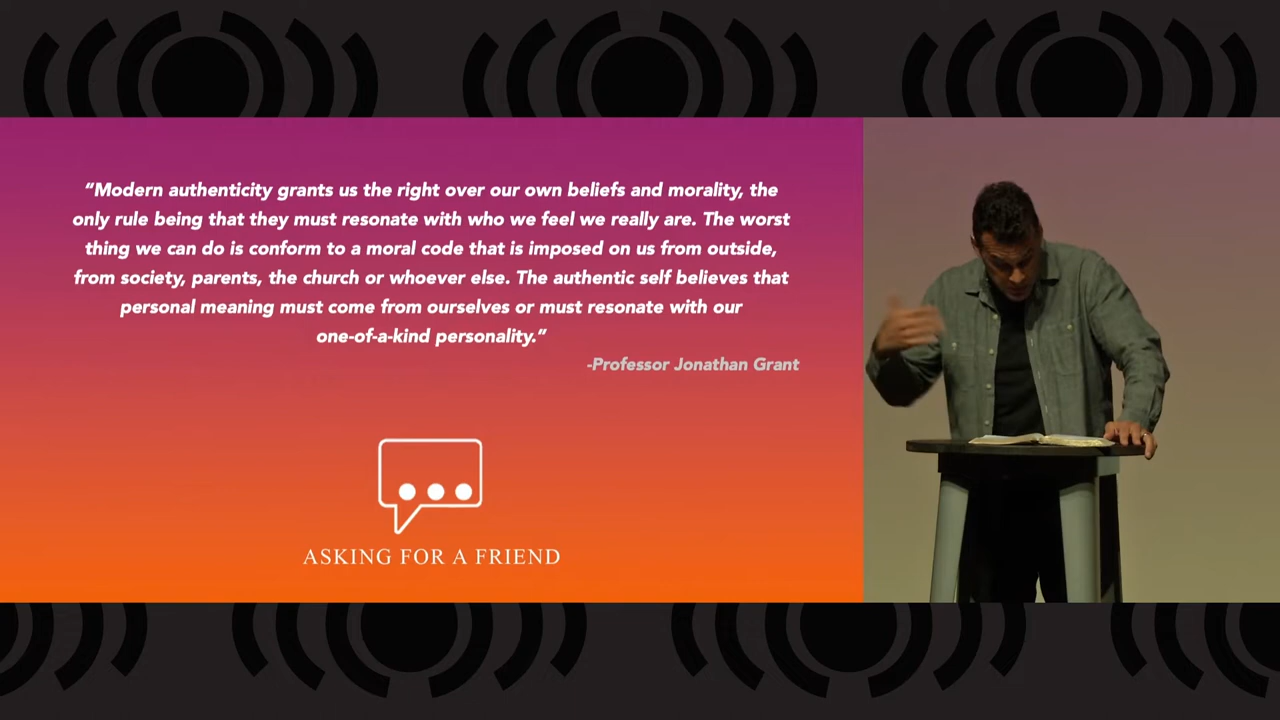 “Modern authenticity grants us the right over our own beliefs and morality, the
only rule being that they must resonate with who we feel we really are. The worst
thing we can do is conform to a moral code that is imposed on us from outside,
from society, parents, the church or whoever else. The authentic self believes that
personal meaning must come from ourselves or must resonate with our
one-of-a-kind personality.”
-Professor Jonathan Grant
ASKING FOR A FRIEND